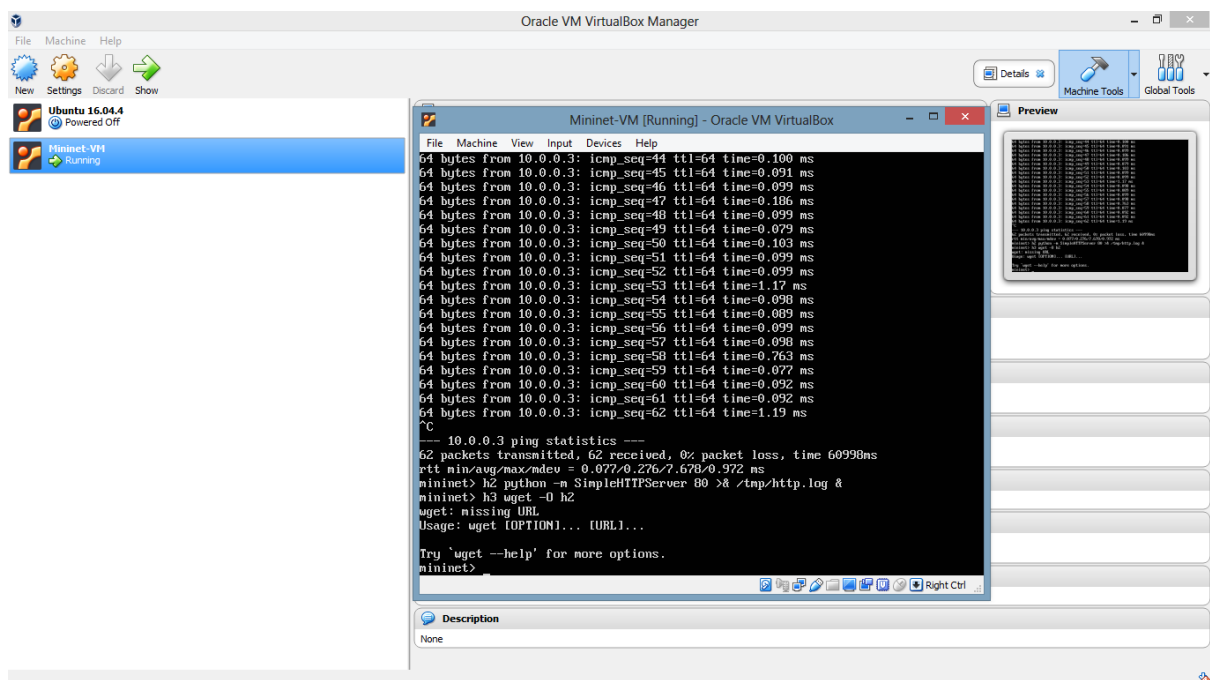 Oracle VM VirtualBox Manager
File Machine Help
New Settings Discard Show
Details
Machine Tools
Global Tools
Ubuntu 16.04.4
Powered Off
Mininet-VM
Running
Mininet-VM [Running] - Oracle VM VirtualBox
File Machine View Input Devices Help
64 bytes from 10.0.0.3: icmp_seq=44 ttl=64 time=0.100 ms
64 bytes from 10.0.0.3: icmp_seq=45 ttl=64 time=0.091 ms
64 bytes from 10.0.0.3: icmp_seq=46 ttl=64 time=0.099 ms
64 bytes from 10.0.0.3: icmp_seq=47 ttl=64 time=0.186 ms
64 bytes from 10.0.0.3: icmp_seq=48 ttl=64 time=0.099 ms
64 bytes from 10.0.0.3: icmp_seq=49 ttl=64 time=0.079 ms
64 bytes from 10.0.0.3: icmp_seq=50 ttl=64 time=0.103 ms
64 bytes from 10.0.0.3: icmp_seq=51 ttl=64 time=0.099 ms
64 bytes from 10.0.0.3: icmp_seq=52 ttl=64 time=0.099 ms
64 bytes from 10.0.0.3: icmp_seq=53 ttl=64 time=1.17 ms
64 bytes from 10.0.0.3: icmp_seq=54 ttl=64 time=0.098 ms
64 bytes from 10.0.0.3: icmp_seq=55 ttl=64 time=0.089 ms
64 bytes from 10.0.0.3: icmp_seq=56 ttl=64 time=0.099 ms
64 bytes from 10.0.0.3: icmp_seq=57 ttl=64 time=0.098 ms
64 bytes from 10.0.0.3: icmp_seq=58 ttl=64 time=0.763 ms
64 bytes from 10.0.0.3: icmp_seq=59 ttl=64 time=0.077 ms
64 bytes from 10.0.0.3: icmp_seq=60 ttl=64 time=0.092 ms
64 bytes from 10.0.0.3: icmp_seq=61 ttl=64 time=0.092 ms
64 bytes from 10.0.0.3: icmp_seq=62 ttl=64 time=1.19 ms
^C
--- 10.0.0.3 ping statistics ---
62 packets transmitted, 62 received, 0% packet loss, time 60998ms
rtt min/avg/max/mdev = 0.077/0.276/7.678/0.972 ms
mininet> h2 python -m SimpleHTTPServer 80 >& /tmp/http.log &
mininet> h3 wget -O h2
wget: missing URL
Usage: wget [OPTION]... [URL]...
Try `wget --help' for more options.
mininet> _
Right Ctrl
Preview
Description
None